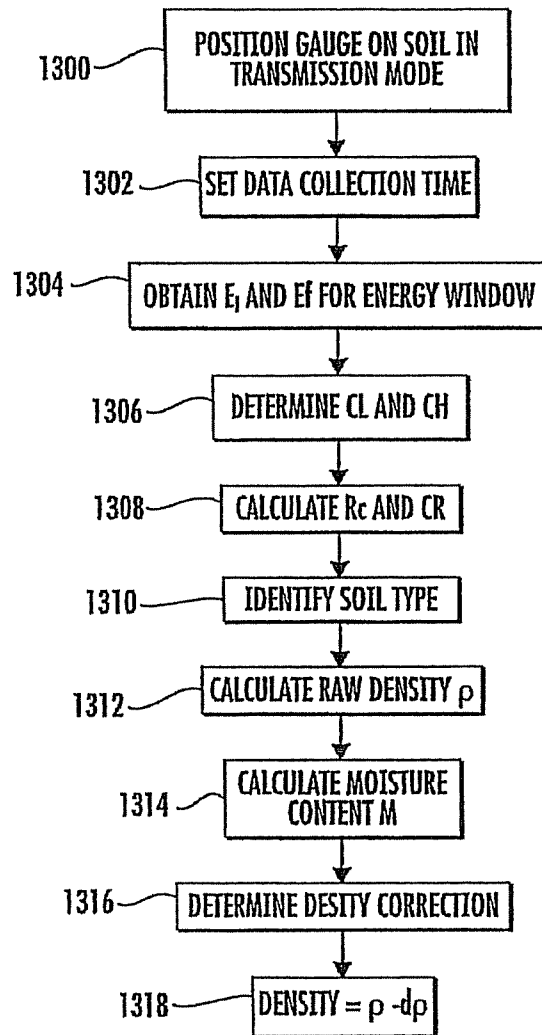 1300
POSITION GAUGE ON SOIL IN
TRANSMISSION MODE
1302
SET DATA COLLECTION TIME
1304
OBTAIN Eı AND Ef FOR ENERGY WINDOW
1306
DETERMINE CL AND CH
1308
CALCULATE Rc AND CR
1310
IDENTIFY SOIL TYPE
1312
CALCULATE RAW DENSITY ρ
1314
CALCULATE MOISTURE
CONTENT M
1316
DETERMINE DESITY CORRECTION
1318
DENSITY = ρ -dρ